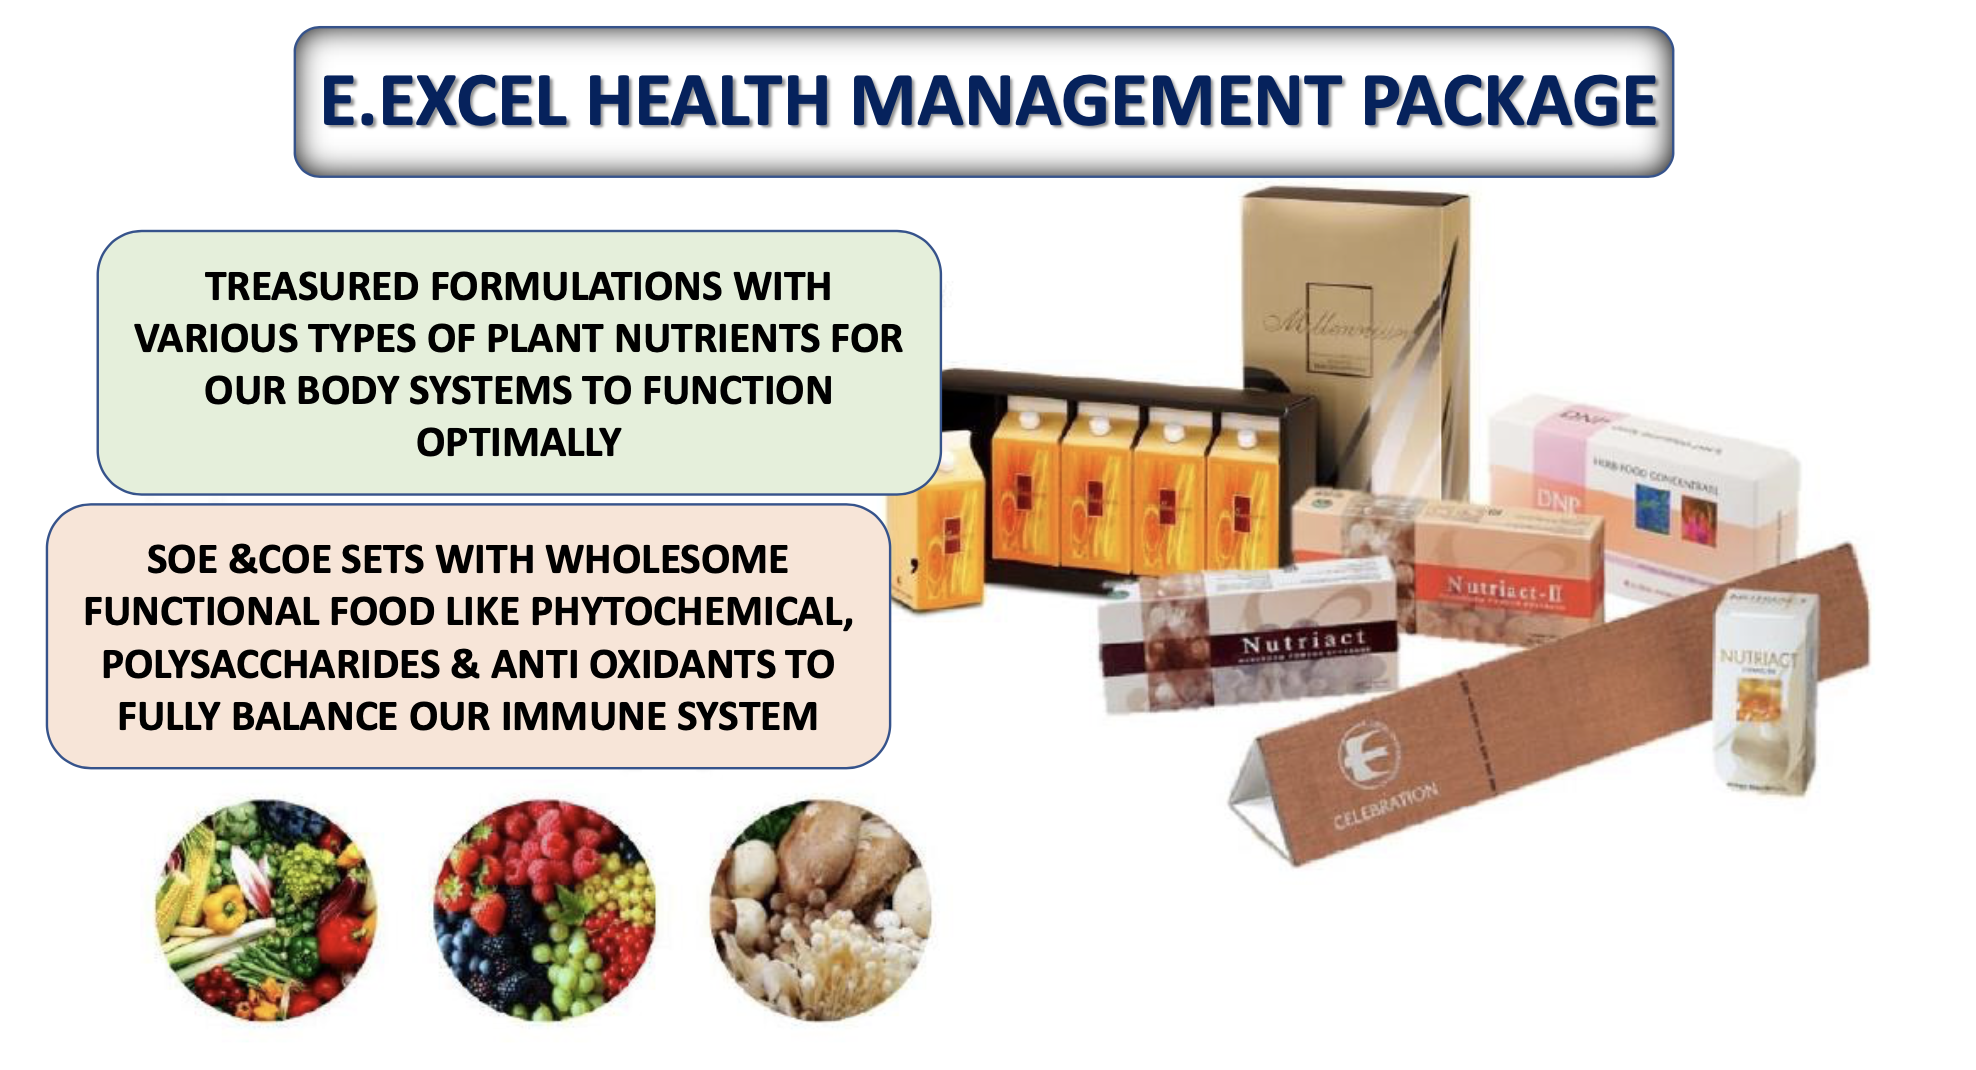 E.EXCEL HEALTH MANAGEMENT PACKAGE
TREASURED FORMULATIONS WITH
VARIOUS TYPES OF PLANT NUTRIENTS FOR
OUR BODY SYSTEMS TO FUNCTION
OPTIMALLY
SOE &COE SETS WITH WHOLESOME
FUNCTIONAL FOOD LIKE PHYTOCHEMICAL,
POLYSACCHARIDES & ANTI OXIDANTS TO
FULLY BALANCE OUR IMMUNE SYSTEM
,
Millennium
DNP
HERB FOOD CONCENTRATE
DNP
Nutriact-II
Nutriact
NUTRIACT
NUTRIACT
E
CELEBRATION